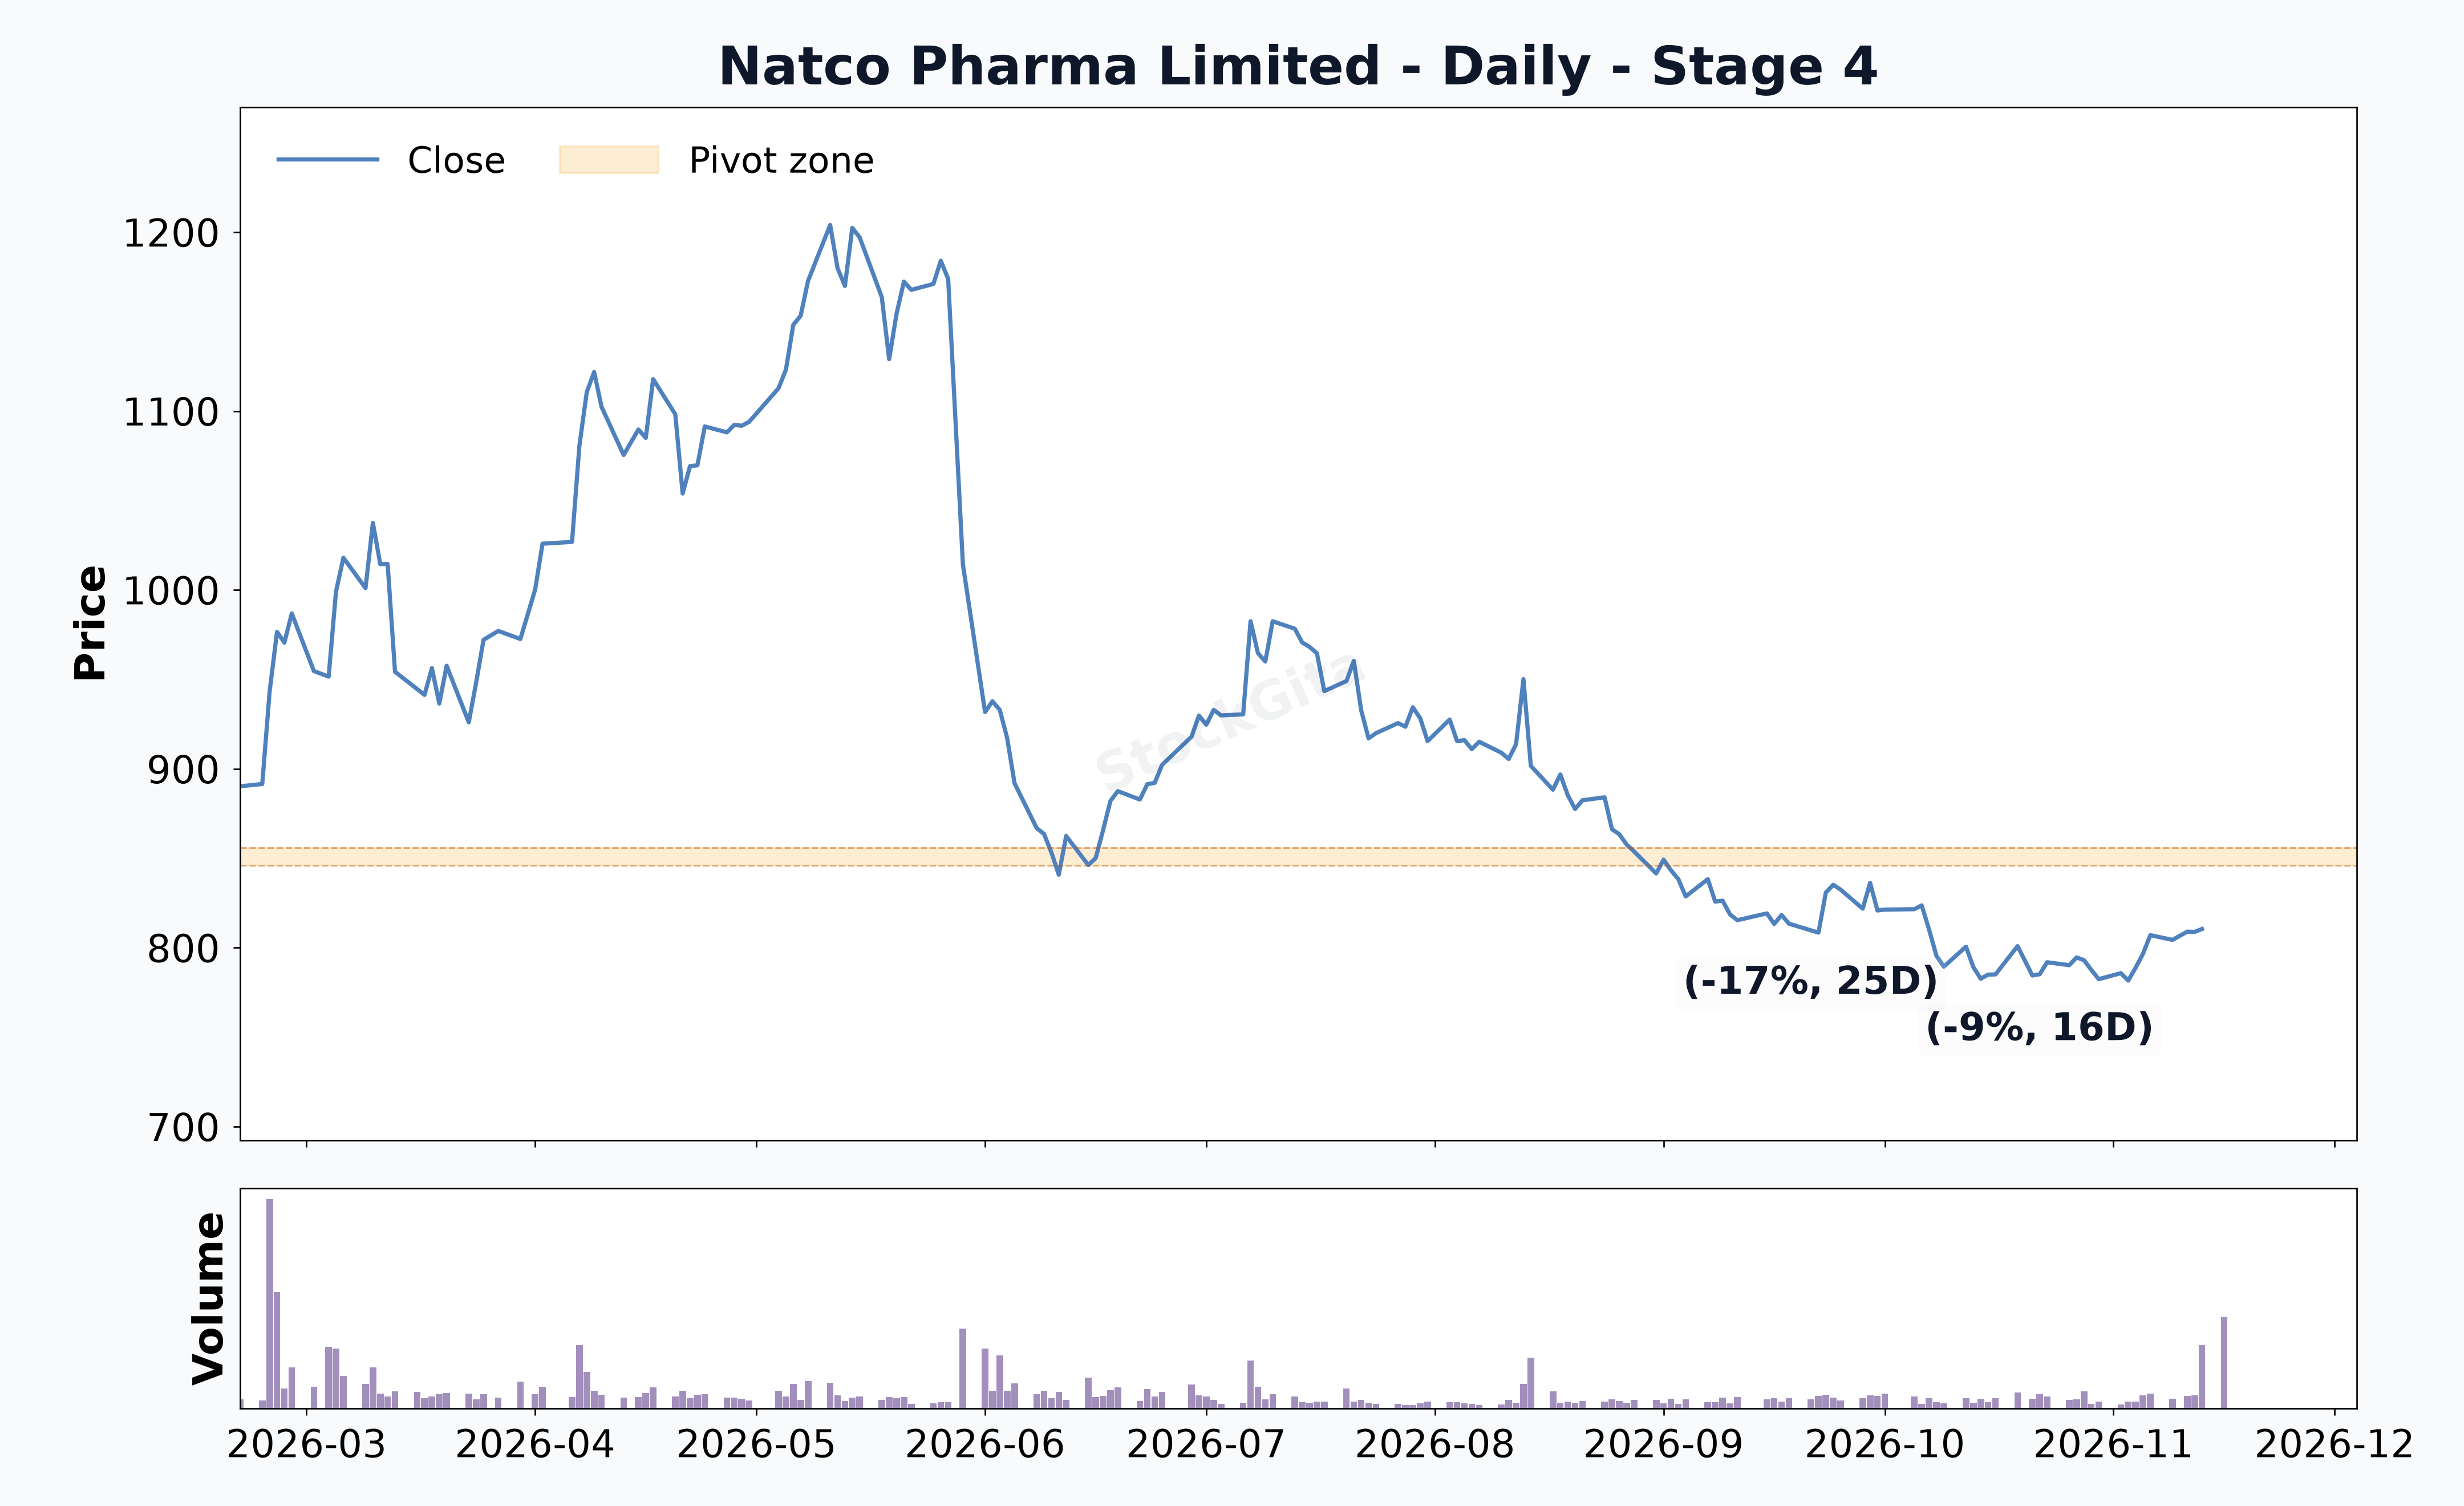 Natco Pharma Limited - Daily - Stage 4
Close
Pivot zone
Price
1200
1100
1000
900
800
700
StockGita
(-17%, 25D)
(-9%, 16D)
Volume
2026-03
2026-04
2026-05
2026-06
2026-07
2026-08
2026-09
2026-10
2026-11
2026-12